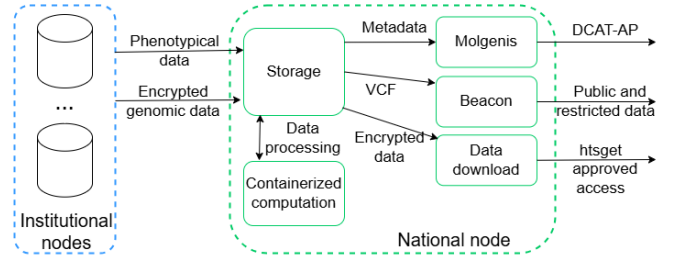 Phenotypical
data
Encrypted
genomic data
...
Institutional
nodes
Storage
Data
processing
Containerized
computation
Metadata
VCF
Encrypted
data
Molgenis
Beacon
Data
download
National node
DCAT-AP
Public and
restricted data
htsget
approved
access